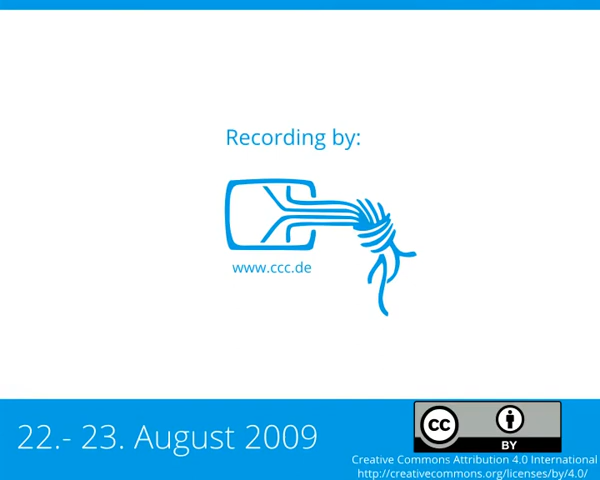 Recording by:
www.ccc.de
22.- 23. August 2009
CC
BY
Creative Commons Attribution 4.0 International
http://creativecommons.org/licenses/by/4.0/